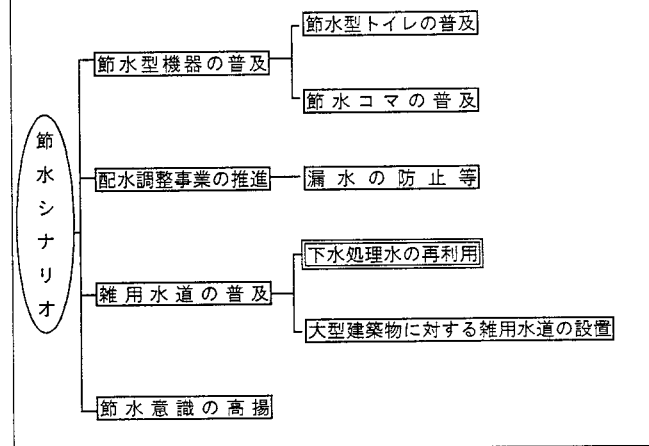 節水シナリオ
節水型機器の普及
節水型トイレの普及
節水コマの普及
配水調整事業の推進
漏水の防止等
雑用水道の普及
下水処理水の再利用
大型建築物に対する雑用水道の設置
節水意識の高揚